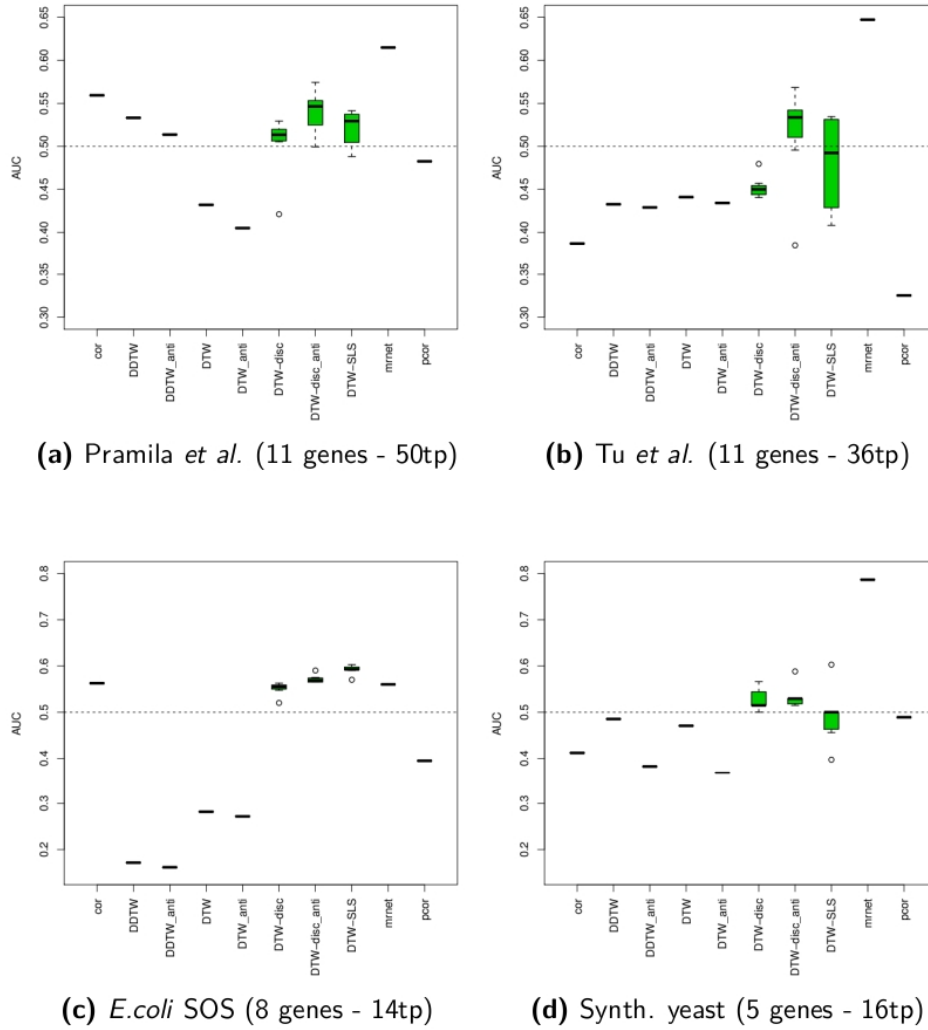 0.65
0.60
0.55
0.50
0.45
0.40
0.35
0.30
AUC
cor
DDTW
DDTW_anti
DTW
DTW_anti
DTW-disc
DTW-disc_anti
DTW-SLS
mrnet
pcor
(a) Pramila et al. (11 genes - 50tp)
0.65
0.60
0.55
0.50
0.45
0.40
0.35
0.30
AUC
cor
DDTW
DDTW_anti
DTW
DTW_anti
DTW-disc
DTW-disc_anti
DTW-SLS
mrnet
pcor
(b) Tu et al. (11 genes - 36tp)
0.8
0.7
0.6
0.5
0.4
0.3
0.2
AUC
cor
DDTW
DDTW_anti
DTW
DTW_anti
DTW-disc
DTW-disc_anti
DTW-SLS
mrnet
pcor
(c) E.coli SOS (8 genes - 14tp)
0.8
0.7
0.6
0.5
0.4
0.3
0.2
AUC
cor
DDTW
DDTW_anti
DTW
DTW_anti
DTW-disc
DTW-disc_anti
DTW-SLS
mrnet
pcor
(d) Synth. yeast (5 genes - 16tp)